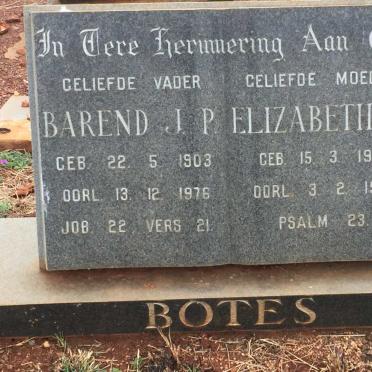 In Tere Herinnering Aan
GELIEFDE VADER GELIEFDE
BAREND J. P. ELIZABETH
GEB. 22. 5. 1903 GEB. 15. 3.
OORL. 13. 12. 1976 OORL. 3. 2.
JOB 22, VERS 21. PSALM 23.
BOTES